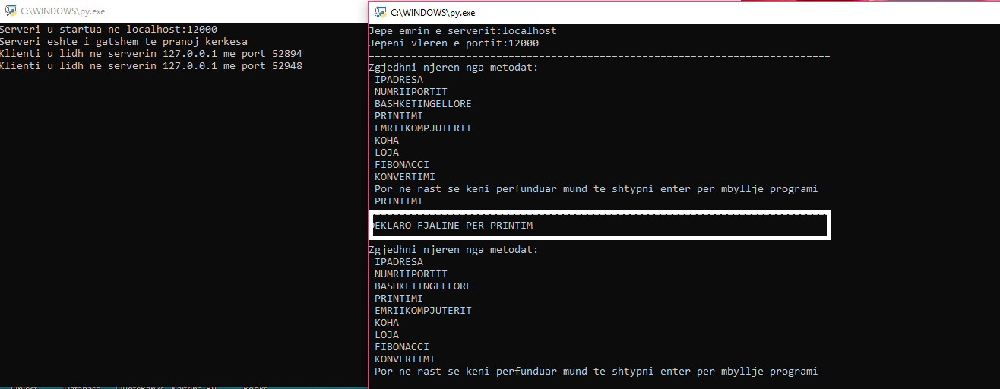 C:\WINDOWS\py.exe
Serveri u startua ne localhost:12000
Serveri eshte i gatshem te pranoj kerkesa
Klienti u lidh ne serverin 127.0.0.1 me port 52894
Klienti u lidh ne serverin 127.0.0.1 me port 52948
C:\WINDOWS\py.exe
Jepe emrin e serverit:localhost
Jepeni vleren e portit:12000
============================================================================
Zgjedhni njeren nga metodat:
IPADRESA
NUMRIIPORTIT
BASHKETINGELLORE
PRINTIMI
EMRIIKOMPJUTERIT
KOHA
LOJA
FIBONACCI
KONVERTIMI
Por ne rast se keni perfunduar mund te shtypni enter per mbyllje programi
PRINTIMI
DEKLARO FJALINE PER PRINTIM
Zgjedhni njeren nga metodat:
IPADRESA
NUMRIIPORTIT
BASHKETINGELLORE
PRINTIMI
EMRIIKOMPJUTERIT
KOHA
LOJA
FIBONACCI
KONVERTIMI
Por ne rast se keni perfunduar mund te shtypni enter per mbyllje programi